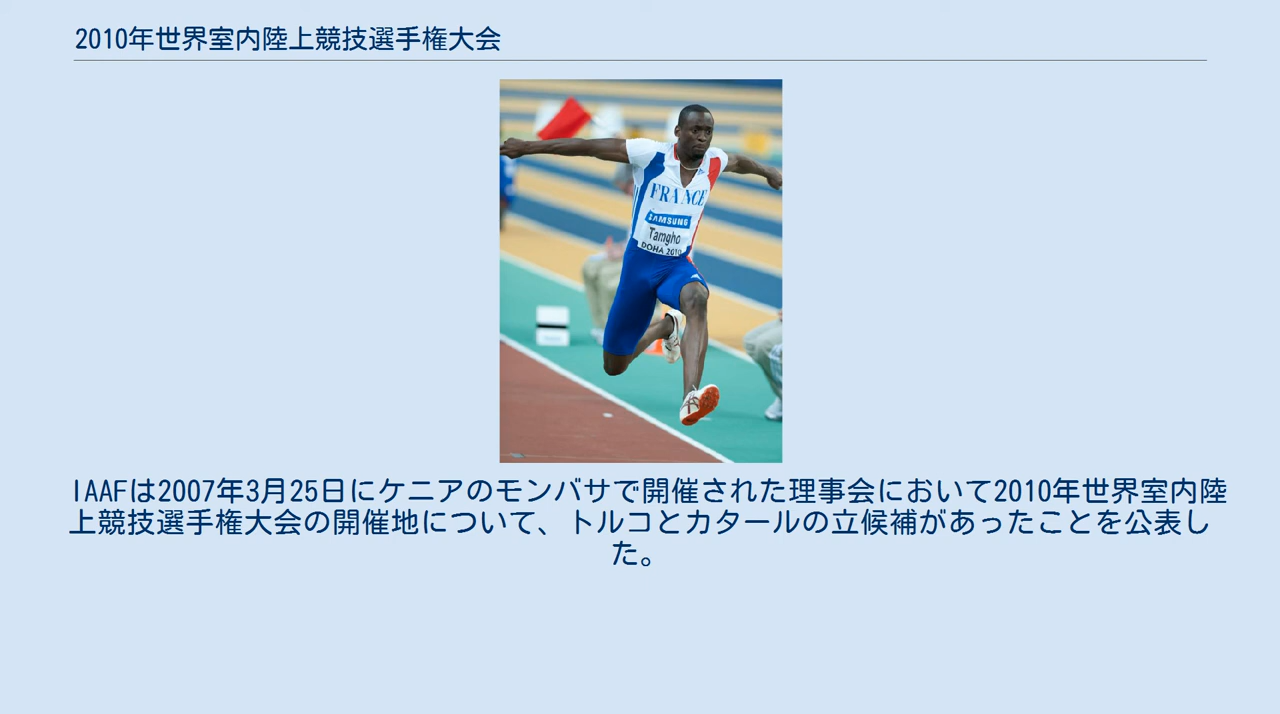 2010年世界室内陸上競技選手権大会
FRANCE
SAMSUNG
Tamgho
DOHA 2010
IAAFは2007年3月25日にケニアのモンバサで開催された理事会において2010年世界室内陸
上競技選手権大会の開催地について、トルコとカタールの立候補があったことを公表し
た。